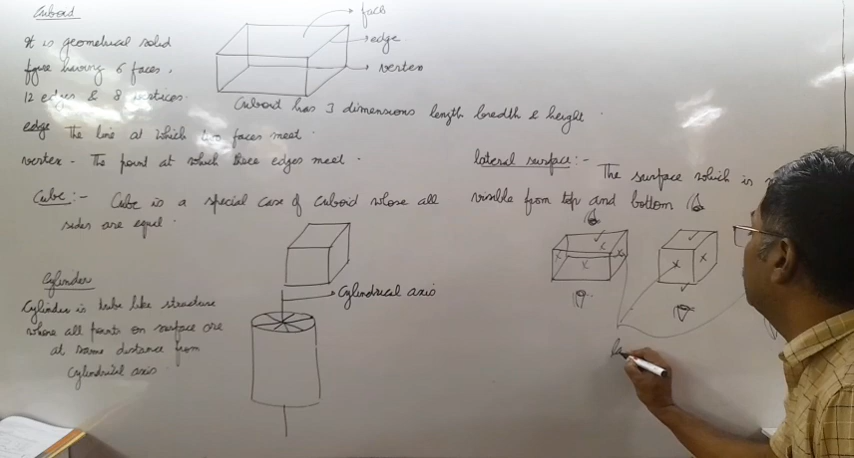 Cuboid
It is geometrical solid
figure having 6 faces,
12 edges & 8 vertices.
face
edge
vertex
Cuboid has 3 dimensions length breadth & height.
edge The line at which two faces meet.
vertex - The point at which three edges meet.
Cube :- Cube is a special case of cuboid whose all
sides are equal.
Cylinder
Cylinder is tube like structure
where all points on surface are
at same distance from
cylindrical axis
Cylindrical axis
lateral surface :- The surface which is
visible from top and bottom